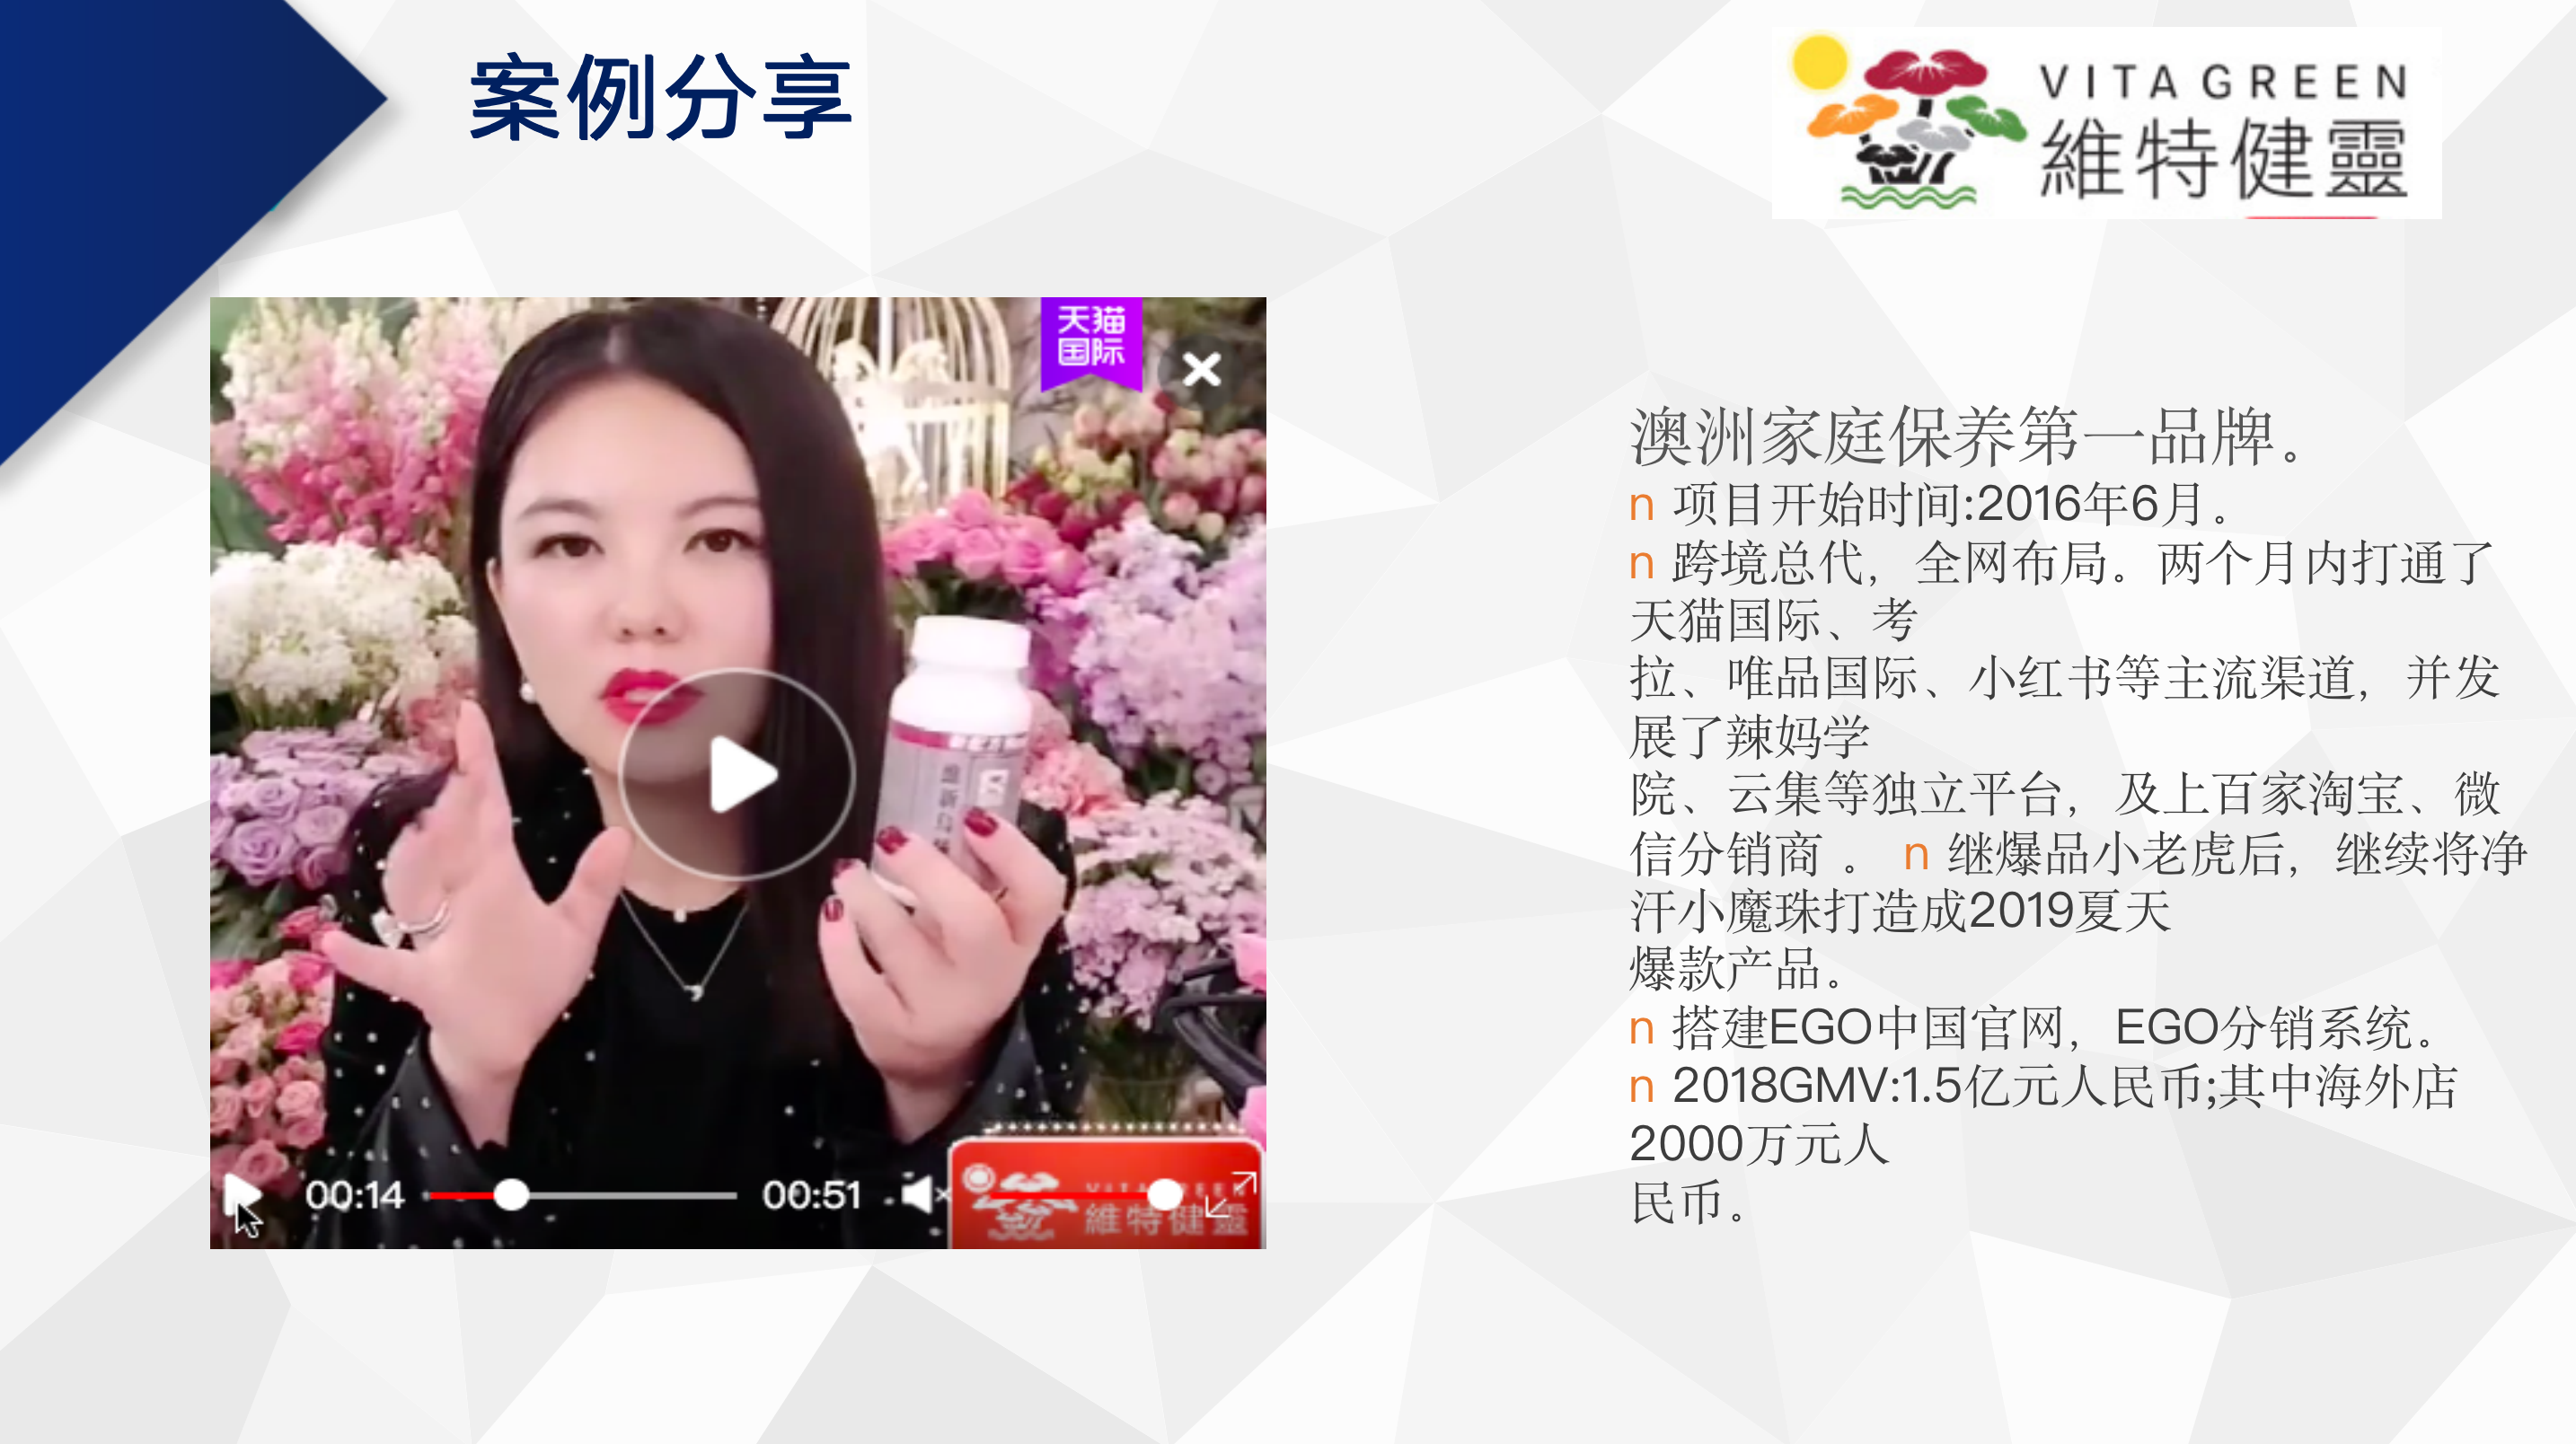 案例分享
VITA GREEN
維特健靈
天猫
国际
澳洲家庭保养第一品牌。
n 项目开始时间:2016年6月。
n 跨境总代，全网布局。两个月内打通了
天猫国际、考
拉、唯品国际、小红书等主流渠道，并发
展了辣妈学
院、云集等独立平台，及上百家淘宝、微
信分销商 。 n 继爆品小老虎后，继续将净
汗小魔珠打造成2019夏天
爆款产品。
n 搭建EGO中国官网，EGO分销系统。
n 2018GMV:1.5亿元人民币;其中海外店
2000万元人
民币。
00:14
00:51
維特健靈